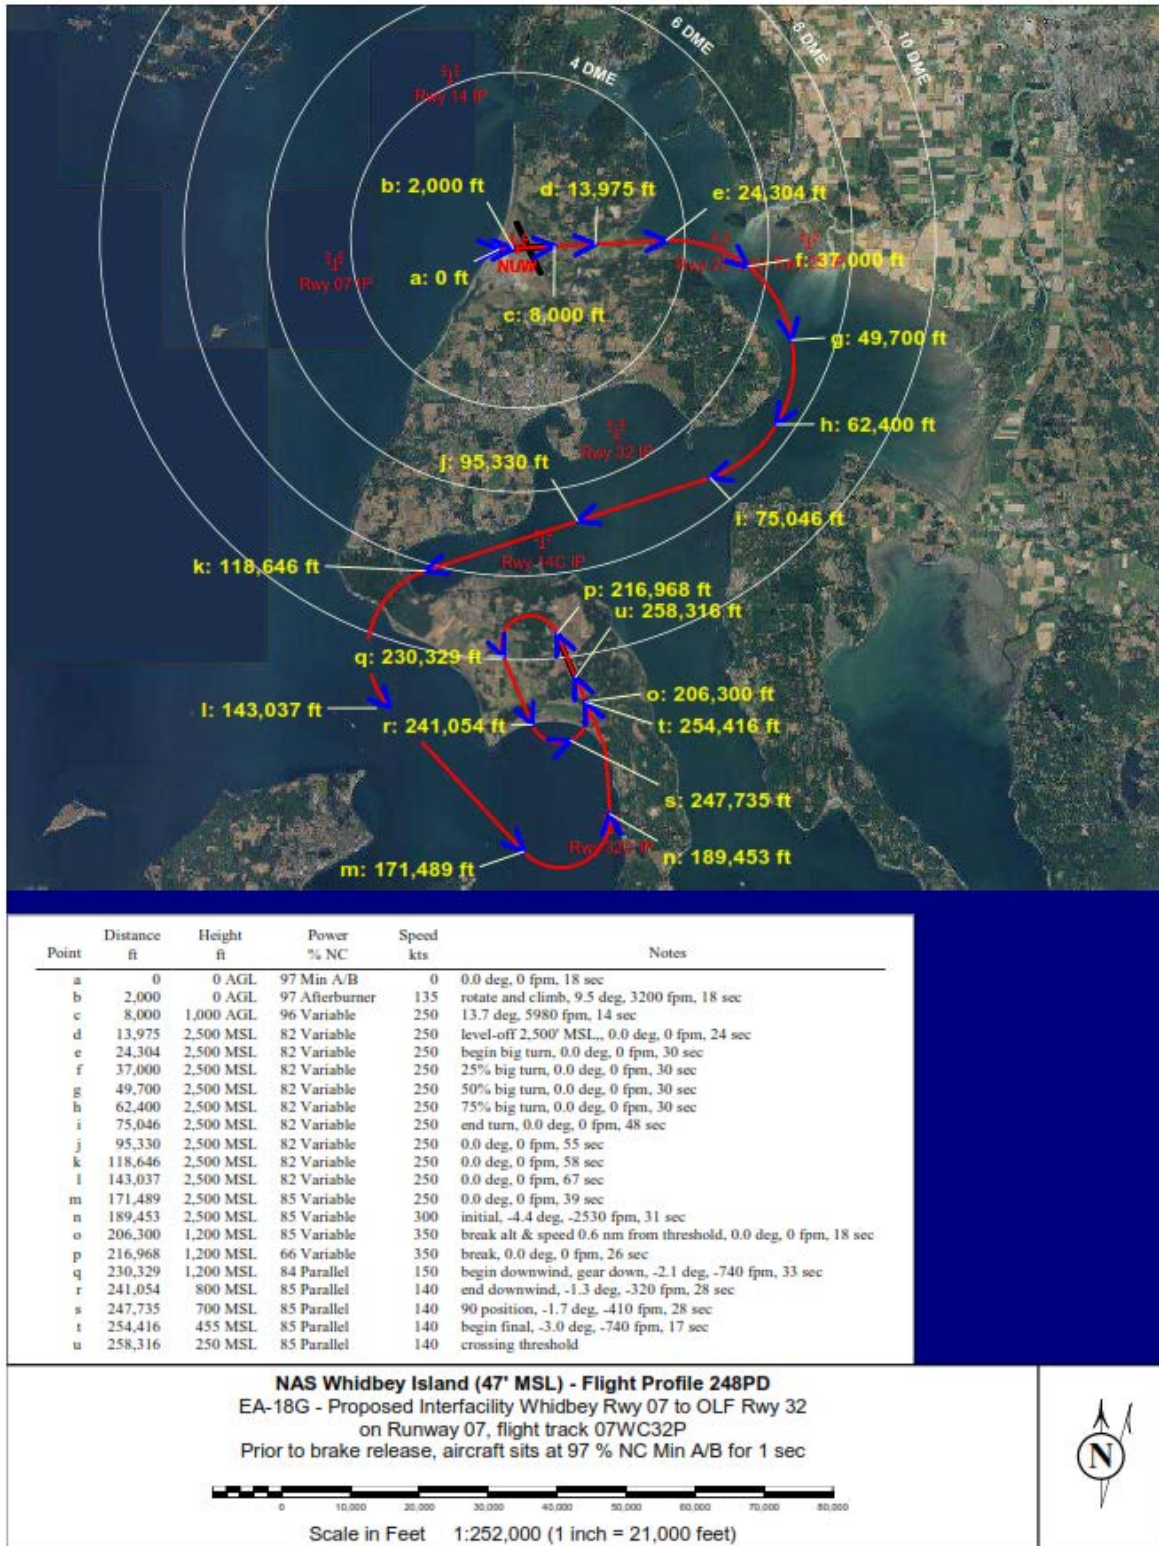 6 DME
8 DME
10 DME
4 DME
Rwy 14 IP
b: 2,000 ft
d: 13,975 ft
e: 24,304 ft
NUW
Rwy 07 IP
a: 0 ft
f: 37,000 ft
c: 8,000 ft
g: 49,700 ft
h: 62,400 ft
Rwy 32 IP
j: 95,330 ft
i: 75,046 ft
Rwy 14C IP
k: 118,646 ft
p: 216,968 ft
u: 258,316 ft
q: 230,329 ft
o: 206,300 ft
l: 143,037 ft
r: 241,054 ft
t: 254,416 ft
s: 247,735 ft
Rwy 32C IP
n: 189,453 ft
m: 171,489 ft
Point Distance ft Height ft Power % NC Speed kts Notes
a 0 0 AGL 97 Min A/B 0 0.0 deg, 0 fpm, 18 sec
b 2,000 0 AGL 97 Afterburner 135 rotate and climb, 9.5 deg, 3200 fpm, 18 sec
c 8,000 1,000 AGL 96 Variable 250 13.7 deg, 5980 fpm, 14 sec
d 13,975 2,500 MSL 82 Variable 250 level-off 2,500' MSL,, 0.0 deg, 0 fpm, 24 sec
e 24,304 2,500 MSL 82 Variable 250 begin big turn, 0.0 deg, 0 fpm, 30 sec
f 37,000 2,500 MSL 82 Variable 250 25% big turn, 0.0 deg, 0 fpm, 30 sec
g 49,700 2,500 MSL 82 Variable 250 50% big turn, 0.0 deg, 0 fpm, 30 sec
h 62,400 2,500 MSL 82 Variable 250 75% big turn, 0.0 deg, 0 fpm, 30 sec
i 75,046 2,500 MSL 82 Variable 250 end turn, 0.0 deg, 0 fpm, 48 sec
j 95,330 2,500 MSL 82 Variable 250 0.0 deg, 0 fpm, 55 sec
k 118,646 2,500 MSL 82 Variable 250 0.0 deg, 0 fpm, 58 sec
l 143,037 2,500 MSL 82 Variable 250 0.0 deg, 0 fpm, 67 sec
m 171,489 2,500 MSL 85 Variable 250 0.0 deg, 0 fpm, 39 sec
n 189,453 2,500 MSL 85 Variable 300 initial, -4.4 deg, -2530 fpm, 31 sec
o 206,300 1,200 MSL 85 Variable 350 break alt & speed 0.6 nm from threshold, 0.0 deg, 0 fpm, 18 sec
p 216,968 1,200 MSL 66 Variable 350 break, 0.0 deg, 0 fpm, 26 sec
q 230,329 1,200 MSL 84 Parallel 150 begin downwind, gear down, -2.1 deg, -740 fpm, 33 sec
r 241,054 800 MSL 85 Parallel 140 end downwind, -1.3 deg, -320 fpm, 28 sec
s 247,735 700 MSL 85 Parallel 140 90 position, -1.7 deg, -410 fpm, 28 sec
t 254,416 455 MSL 85 Parallel 140 begin final, -3.0 deg, -740 fpm, 17 sec
u 258,316 250 MSL 85 Parallel 140 crossing threshold
NAS Whidbey Island (47' MSL) - Flight Profile 248PD
EA-18G - Proposed Interfacility Whidbey Rwy 07 to OLF Rwy 32
on Runway 07, flight track 07WC32P
Prior to brake release, aircraft sits at 97 % NC Min A/B for 1 sec
0 10,000 20,000 30,000 40,000 50,000 60,000 70,000 80,000
Scale in Feet 1:252,000 (1 inch = 21,000 feet)
N